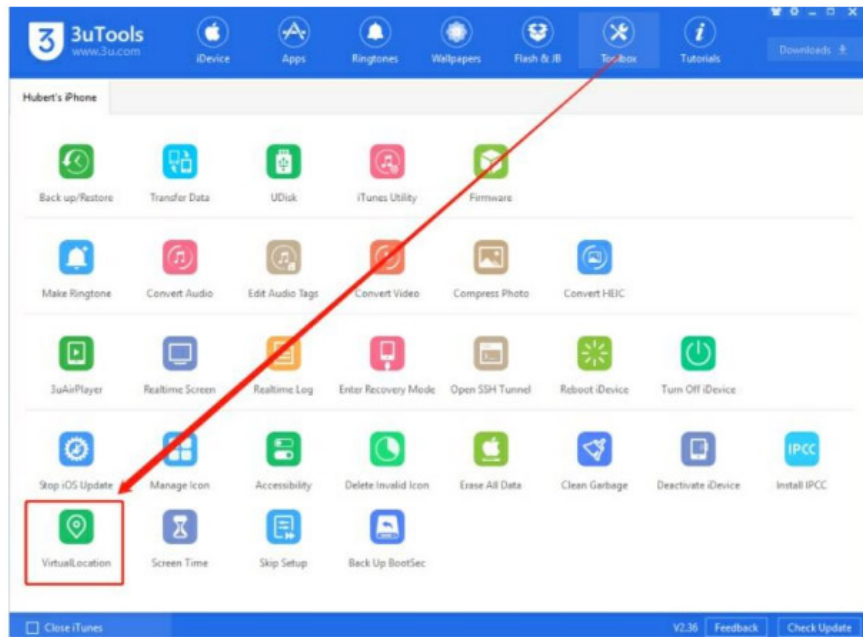 3uTools
www.3u.com
iDevice
Apps
Ringtones
Wallpapers
Flash & JB
Toolbox
Tutorials
Downloads
Hubert's iPhone
Back up/Restore
Transfer Data
UDisk
iTunes Utility
Firmware
Make Ringtone
Convert Audio
Edit Audio Tags
Convert Video
Compress Photo
Convert HEIC
3uAirPlayer
Realtime Screen
Realtime Log
Enter Recovery Mode
Open SSH Tunnel
Reboot iDevice
Turn Off iDevice
IPCC
Stop iOS Update
Manage Icon
Accessibility
Delete Invalid Icon
Erase All Data
Clean Garbage
Deactivate iDevice
Install IPCC
VirtualLocation
Screen Time
Skip Setup
Back Up BootSec
Close iTunes
V2.36
Feedback
Check Update